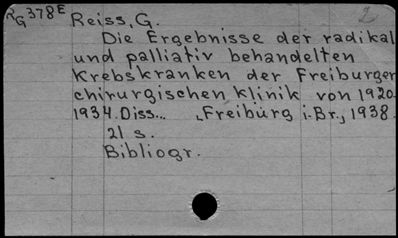 RG378E Reiss, G. 2
Die Ergebnisse der radikal
und palliativ behandelten
Krebskranken der Freiburger
chirurgischen Klinik von 1920-
1934. Diss... Freiburg i. Br., 1938.
21 s.
Bibliogr.